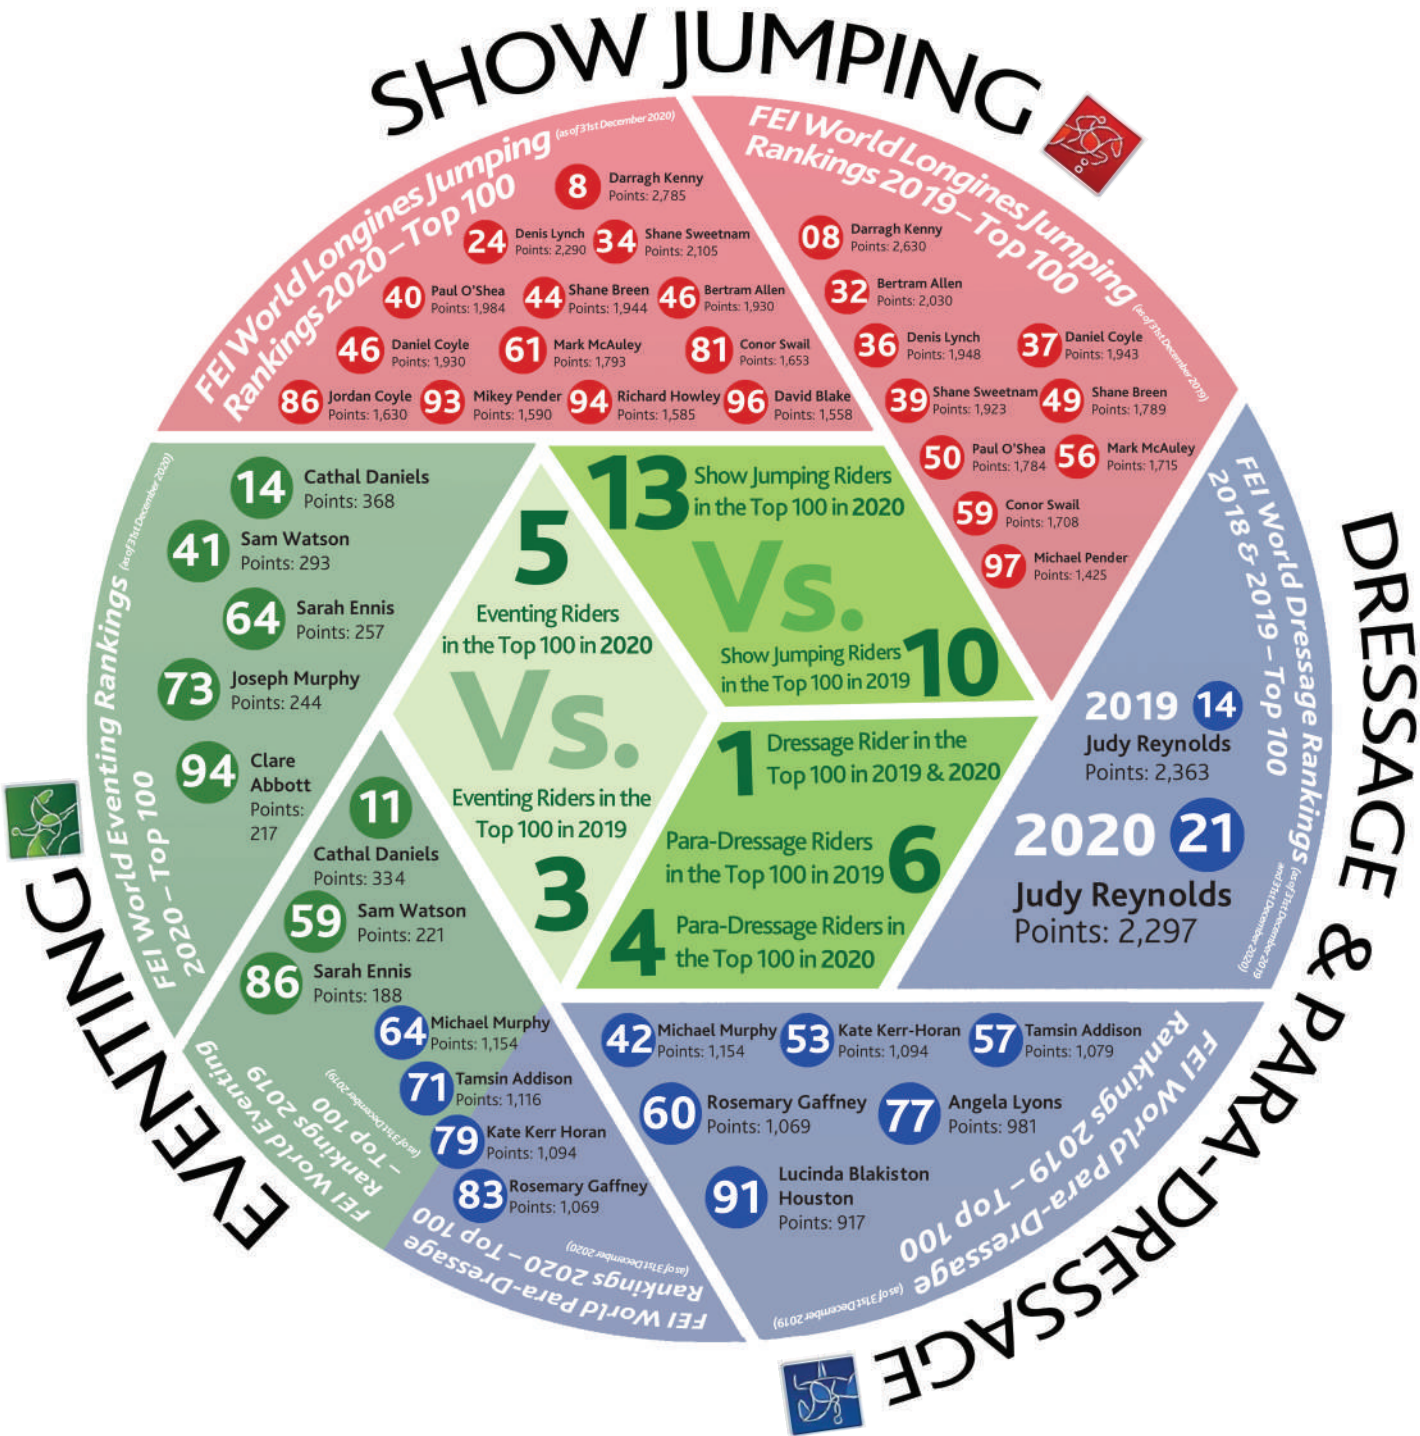 SHOW JUMPING
FEI World Longines Jumping (as of 31st December 2020)
Rankings 2020 – Top 100
8 Darragh Kenny
Points: 2,785
24 Denis Lynch
Points: 2,290
34 Shane Sweetnam
Points: 2,105
40 Paul O'Shea
Points: 1,984
44 Shane Breen
Points: 1,944
46 Bertram Allen
Points: 1,930
46 Daniel Coyle
Points: 1,930
61 Mark McAuley
Points: 1,793
81 Conor Swail
Points: 1,653
86 Jordan Coyle
Points: 1,630
93 Mikey Pender
Points: 1,590
94 Richard Howley
Points: 1,585
96 David Blake
Points: 1,558
FEI World Longines Jumping (as of 31st December 2019)
Rankings 2019 – Top 100
08 Darragh Kenny
Points: 2,630
32 Bertram Allen
Points: 2,030
36 Denis Lynch
Points: 1,948
37 Daniel Coyle
Points: 1,943
39 Shane Sweetnam
Points: 1,923
49 Shane Breen
Points: 1,789
50 Paul O'Shea
Points: 1,784
56 Mark McAuley
Points: 1,715
59 Conor Swail
Points: 1,708
97 Michael Pender
Points: 1,425
13 Show Jumping Riders
in the Top 100 in 2020
Vs.
Show Jumping Riders
in the Top 100 in 2019 10
5
Eventing Riders
in the Top 100 in 2020
Vs.
Eventing Riders in the
Top 100 in 2019
3
1 Dressage Rider in the
Top 100 in 2019 & 2020
Para-Dressage Riders
in the Top 100 in 2019 6
4 Para-Dressage Riders in
the Top 100 in 2020
DRESSAGE & PARA-DRESSAGE
FEI World Dressage Rankings (as of 31st December 2019
and 31st December 2020)
2018 & 2019 – Top 100
2019 14
Judy Reynolds
Points: 2,363
2020 21
Judy Reynolds
Points: 2,297
FEI World Para-Dressage
Rankings 2019 – Top 100
(as of 31st December 2019)
42 Michael Murphy
Points: 1,154
53 Kate Kerr-Horan
Points: 1,094
57 Tamsin Addison
Points: 1,079
60 Rosemary Gaffney
Points: 1,069
77 Angela Lyons
Points: 981
91 Lucinda Blakiston
Houston
Points: 917
FEI World Para-Dressage
Rankings 2020 – Top 100
(as of 31st December 2020)
64 Michael Murphy
Points: 1,154
71 Tamsin Addison
Points: 1,116
79 Kate Kerr Horan
Points: 1,094
83 Rosemary Gaffney
Points: 1,069
EVENTING
FEI World Eventing Rankings (as of 31st December 2020)
2020 – Top 100
14 Cathal Daniels
Points: 368
41 Sam Watson
Points: 293
64 Sarah Ennis
Points: 257
73 Joseph Murphy
Points: 244
94 Clare
Abbott
Points:
217
FEI World Eventing
Rankings 2019
– Top 100
(as of 31st December 2019)
11
Cathal Daniels
Points: 334
59 Sam Watson
Points: 221
86 Sarah Ennis
Points: 188